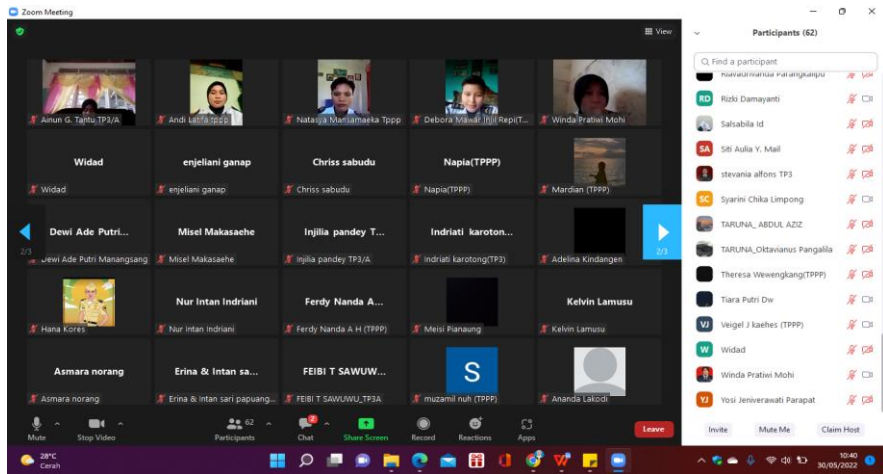 Zoom Meeting
View
Ainun G. Tantu TP3/A
Andi Latifa tppp
Natasya Mansamaeka Tppp
Debora Mawar Injil Repi(T...
Winda Pratiwi Mohi
Widad
enjeliani ganap
Chriss sabudu
Napia(TPPP)
Widad
enjeliani ganap
Chriss sabudu
Napia(TPPP)
Mardian (TPPP)
Dewi Ade Putri...
Misel Makasaehe
Injilia pandey T...
Indriati karoton...
2/3
2/3
Dewi Ade Putri Manangsang
Misel Makasaehe
Injilia pandey TP3/A
Indriati karotong(TP3)
Adelina Kindangen
Nur Intan Indriani
Ferdy Nanda A...
Kelvin Lamusu
Hana Kores
Nur Intan Indriani
Ferdy Nanda A H (TPPP)
Meisi Pianaung
Kelvin Lamusu
Asmara norang
Erina & Intan sa...
FEIBI T SAWUW...
S
Asmara norang
Erina & Intan sari papuang...
FEIBI T SAWUWU_TP3A
muzamil nuh (TPPP)
Ananda Lakodi
Mute
Stop Video
62
Participants
2
Chat
Share Screen
Record
Reactions
Apps
Leave
Participants (62)
Find a participant
RD Rizki Damayanti
Salsabila Id
SA Siti Aulia Y. Mail
stevania alfons TP3
SC Syarini Chika Limpong
TARUNA_ ABDUL AZIZ
TARUNA_Oktavianus Pangalila
Theresa Wewengkang(TPPP)
Tiara Putri Dw
VJ Veigel J kaehes (TPPP)
W Widad
Winda Pratiwi Mohi
YJ Yosi Jeniverawati Parapat
Invite
Mute Me
Claim Host
28°C
Cerah
10:40
30/05/2022